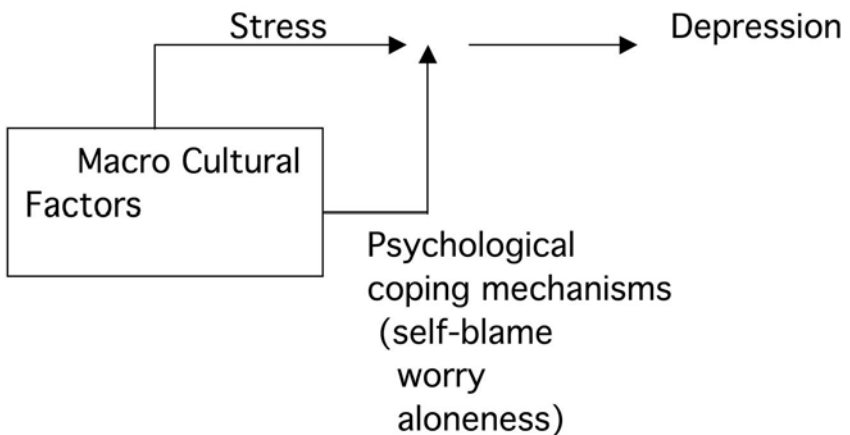 Stress
Depression
Macro Cultural
Factors
Psychological
coping mechanisms
(self-blame
worry
aloneness)